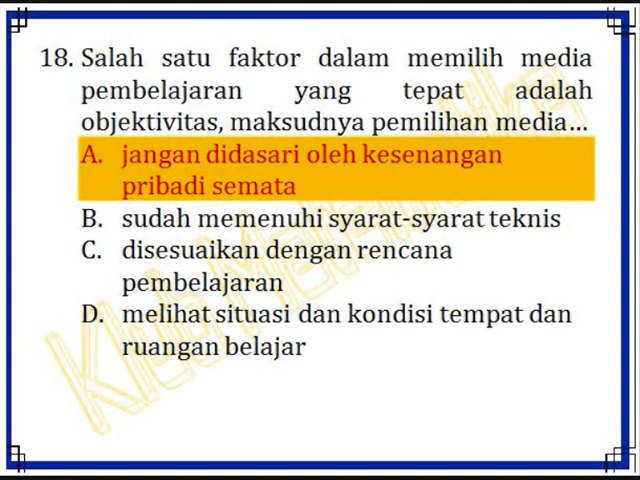 18. Salah satu faktor dalam memilih media
pembelajaran yang tepat adalah
objektivitas, maksudnya pemilihan media...
A. jangan didasari oleh kesenangan
pribadi semata
B. sudah memenuhi syarat-syarat teknis
C. disesuaikan dengan rencana
pembelajaran
D. melihat situasi dan kondisi tempat dan
ruangan belajar